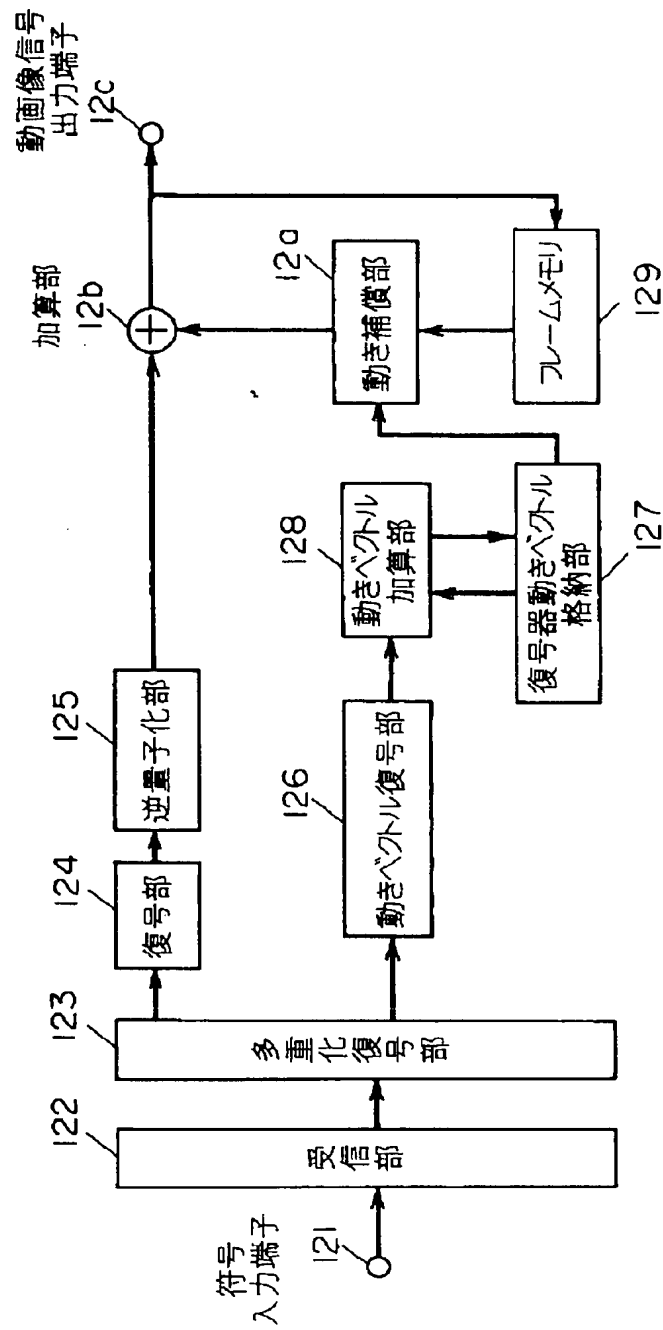 符号
入力端子
121
122
受信部
123
多重化復号部
124
復号部
125
逆量子化部
126
動きベクトル復号部
128
動きベクトル
加算部
復号器動きベクトル
格納部
127
加算部
12b
12a
動き補償部
フレームメモリ
129
動画像信号
出力端子
12c